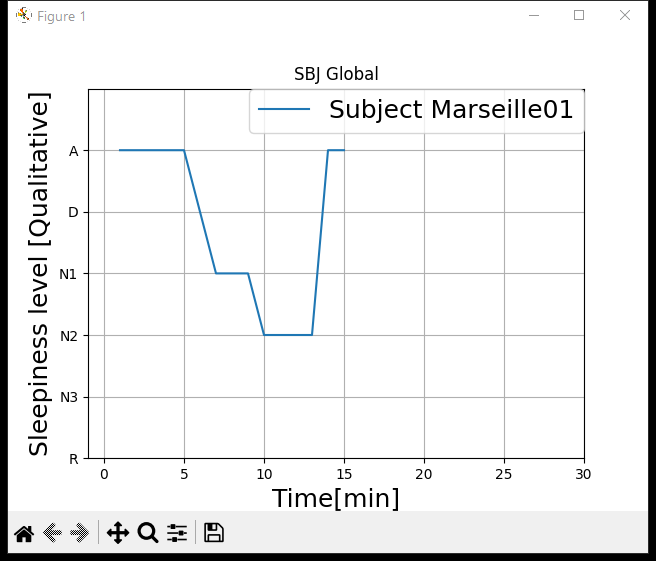 Figure 1
SBJ Global
Subject Marseille01
Sleepiness level [Qualitative]
A
D
N1
N2
N3
R
0 5 10 15 20 25 30
Time[min]